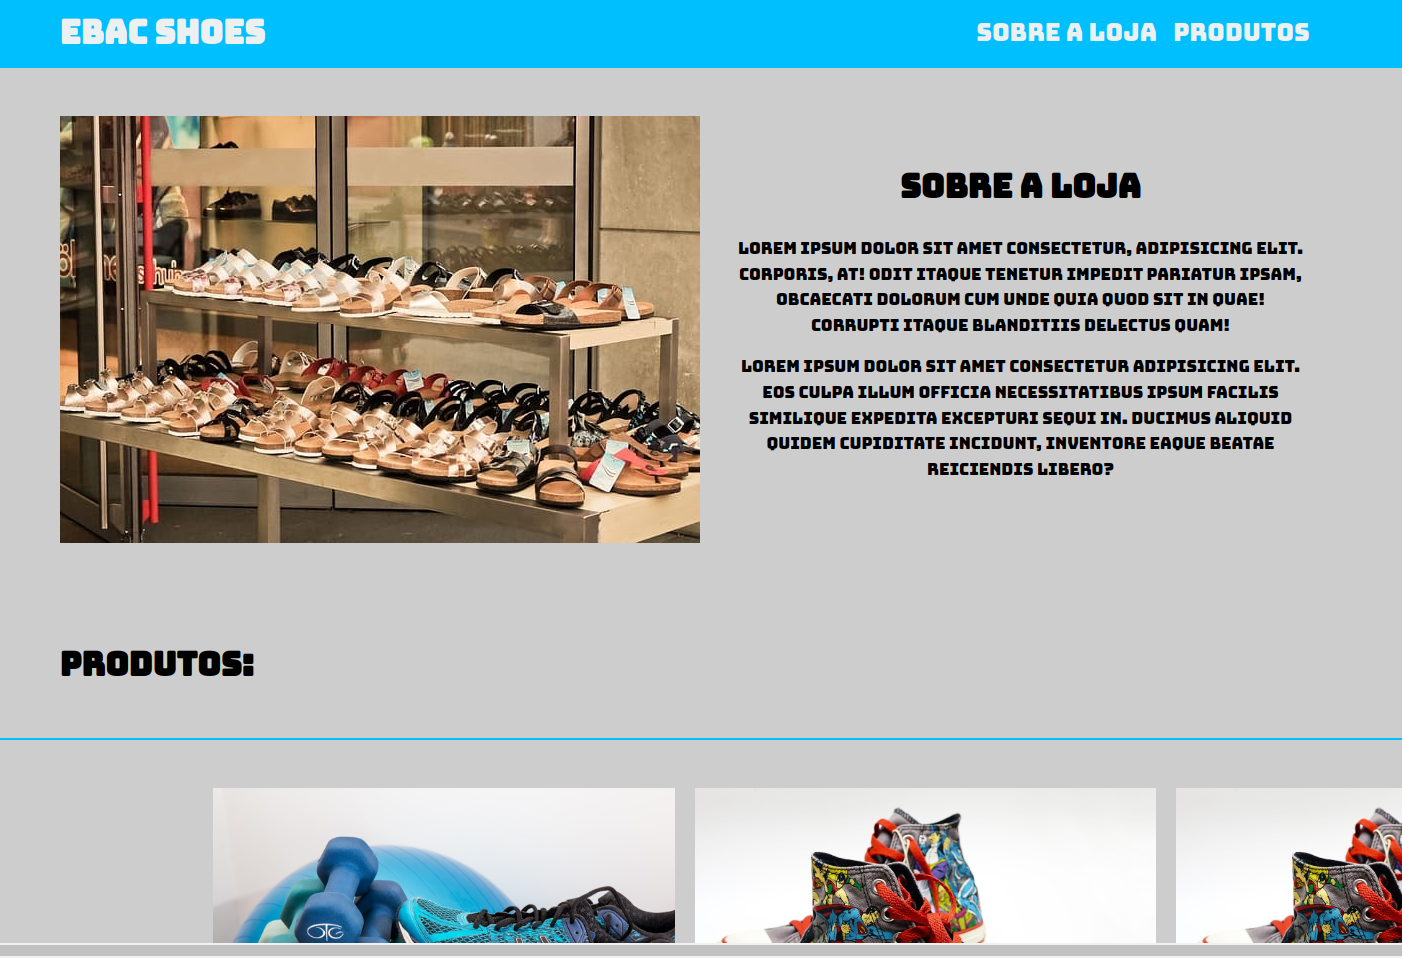 EBAC SHOES
SOBRE A LOJA PRODUTOS
SOBRE A LOJA
LOREM IPSUM DOLOR SIT AMET CONSECTETUR, ADIPISICING ELIT.
CORPORIS, AT! ODIT ITAQUE TENETUR IMPEDIT PARIATUR IPSAM,
OBCAECATI DOLORUM CUM UNDE QUIA QUOD SIT IN QUAE!
CORRUPTI ITAQUE BLANDITIIS DELECTUS QUAM!
LOREM IPSUM DOLOR SIT AMET CONSECTETUR ADIPISICING ELIT.
EOS CULPA ILLUM OFFICIA NECESSITATIBUS IPSUM FACILIS
SIMILIQUE EXPEDITA EXCEPTURI SEQUI IN. DUCIMUS ALIQUID
QUIDEM CUPIDITATE INCIDUNT, INVENTORE EAQUE BEATAE
REICIENDIS LIBERO?
PRODUTOS:
OTG